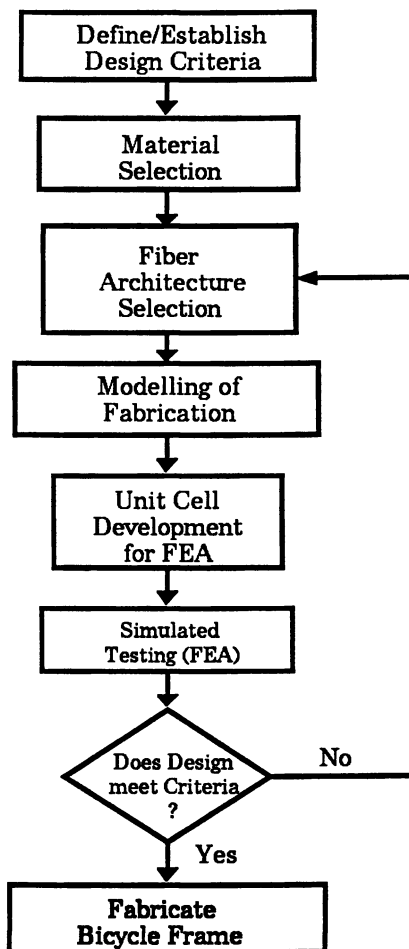 Define/Establish
Design Criteria
Material
Selection
Fiber
Architecture
Selection
Modelling of
Fabrication
Unit Cell
Development
for FEA
Simulated
Testing (FEA)
Does Design
meet Criteria
?
No
Yes
Fabricate
Bicycle Frame